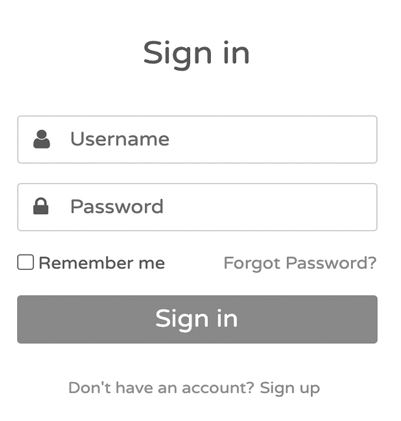 Sign in
Username
Password
Remember me Forgot Password?
Sign in
Don't have an account? Sign up